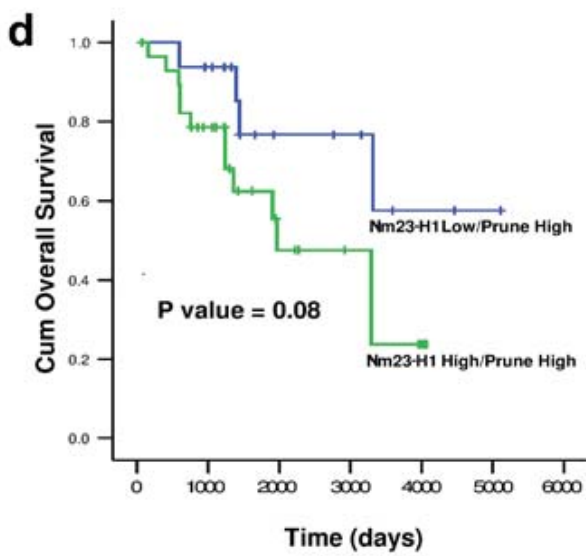 d
Cum Overall Survival
1.0
0.8
0.6
0.4
0.2
0.0
Nm23-H1 Low/Prune High
P value = 0.08
Nm23-H1 High/Prune High
0 1000 2000 3000 4000 5000 6000
Time (days)